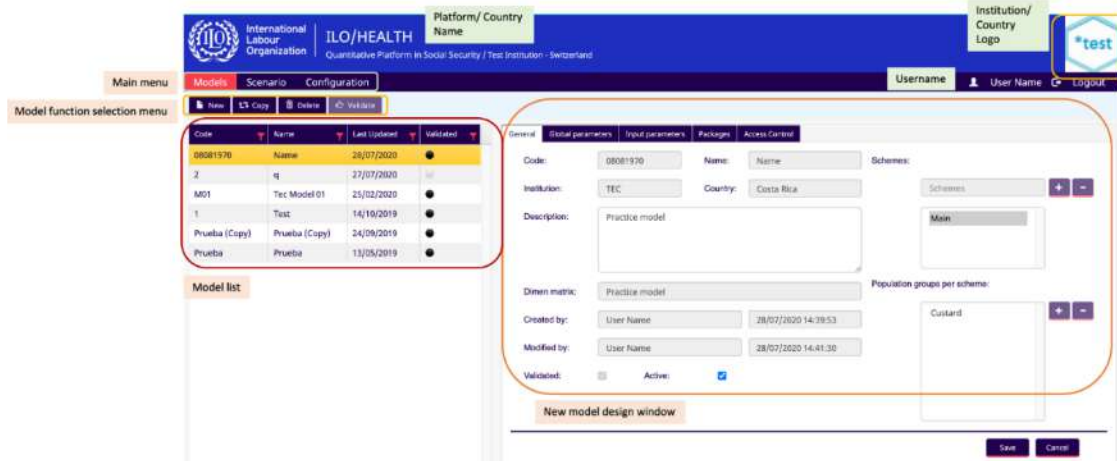 Platform/ Country
Name
Institution/
Country
Logo
International
Labour
Organization
ILO/HEALTH
Quantitative Platform in Social Security / Test Institution - Switzerland
*test
Main menu
Models Scenario Configuration
Username
User Name Logout
Model function selection menu
New Copy Delete Validate
Code Name Last Updated Validated
08081970 Name 28/07/2020
2 q 27/07/2020
M01 Tec Model 01 25/02/2020
1 Test 14/10/2019
Prueba (Copy) Prueba (Copy) 24/09/2019
Prueba Prueba 13/05/2019
Model list
General Global parameters Input parameters Packages Access Control
Code: 08081970 Name: Name Schemes:
Institution: TEC Country: Costa Rica Schemes + -
Description: Practice model Main
Dimen matrix: Practice model Population groups per scheme:
Created by: User Name 28/07/2020 14:39:53 Custard + -
Modified by: User Name 28/07/2020 14:41:30
Validated: Active:
New model design window
Save Cancel